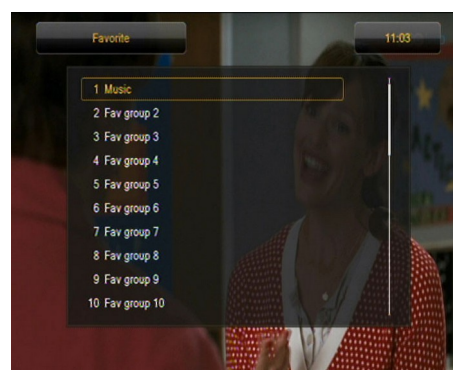 Favorite
11:03
1 Music
2 Fav group 2
3 Fav group 3
4 Fav group 4
5 Fav group 5
6 Fav group 6
7 Fav group 7
8 Fav group 8
9 Fav group 9
10 Fav group 10